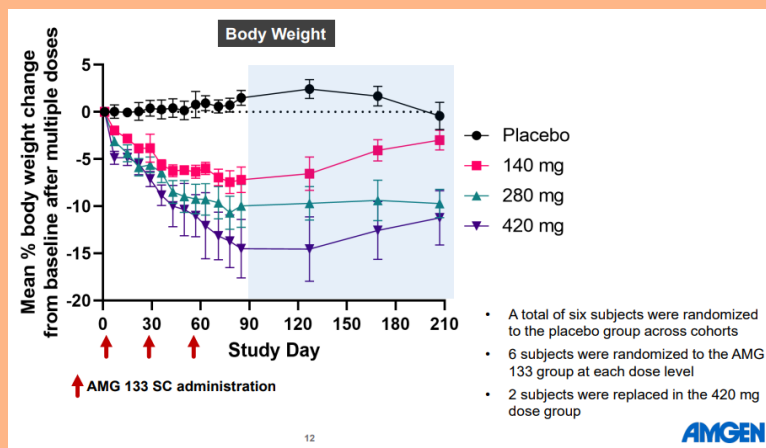 Body Weight
Mean % body weight change
from baseline after multiple doses
5
0
-5
-10
-15
-20
0 30 60 90 120 150 180 210
Study Day
AMG 133 SC administration
Placebo
140 mg
280 mg
420 mg
• A total of six subjects were randomized
to the placebo group across cohorts
• 6 subjects were randomized to the AMG
133 group at each dose level
• 2 subjects were replaced in the 420 mg
dose group
12
AMGEN